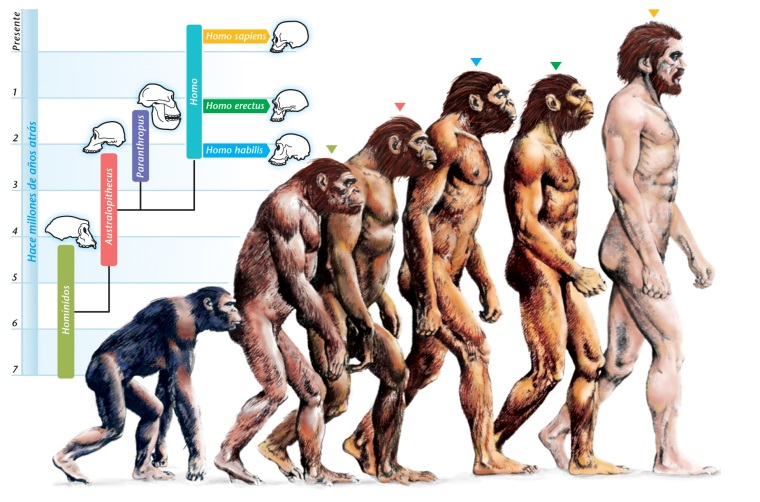 Presente
1
2
3
4
5
6
7
Hace millones de años atrás
Homínidos
Australopithecus
Paranthropus
Homo
Homo sapiens
Homo erectus
Homo habilis